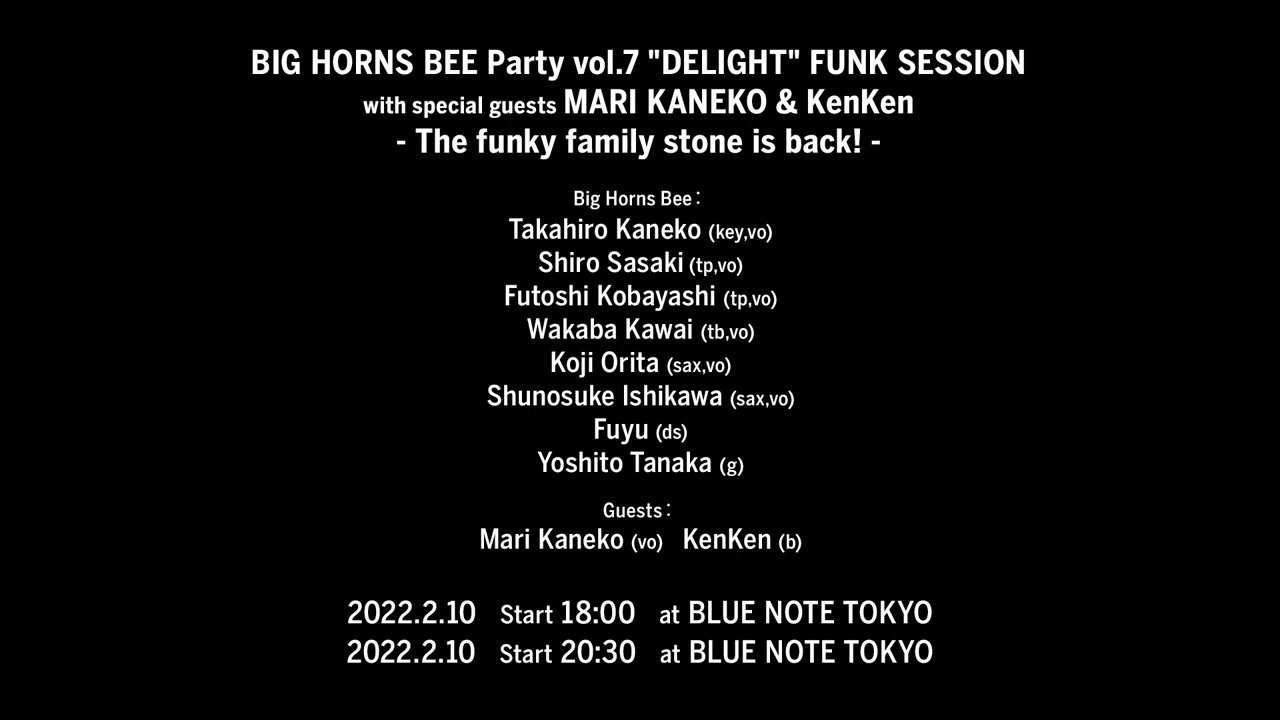 BIG HORNS BEE Party vol.7 "DELIGHT" FUNK SESSION
with special guests MARI KANEKO & KenKen
- The funky family stone is back! -
Big Horns Bee：
Takahiro Kaneko (key,vo)
Shiro Sasaki (tp,vo)
Futoshi Kobayashi (tp,vo)
Wakaba Kawai (tb,vo)
Koji Orita (sax,vo)
Shunosuke Ishikawa (sax,vo)
Fuyu (ds)
Yoshito Tanaka (g)
Guests：
Mari Kaneko (vo) KenKen (b)
2022.2.10 Start 18:00 at BLUE NOTE TOKYO
2022.2.10 Start 20:30 at BLUE NOTE TOKYO